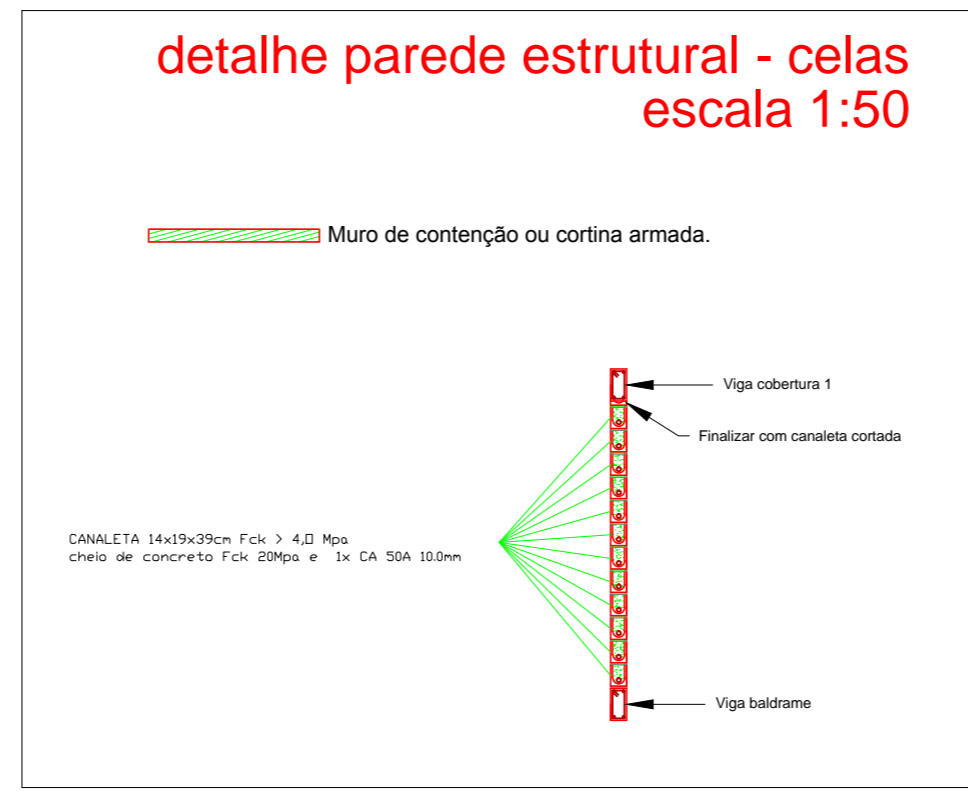 detalhe parede estrutural - celas
escala 1:50
Muro de contenção ou cortina armada.
Viga cobertura 1
Finalizar com canaleta cortada
CANALETA 14x19x39cm Fck > 4,0 Mpa
cheio de concreto Fck 20Mpa e 1x CA 50A 10.0mm
Viga baldrame